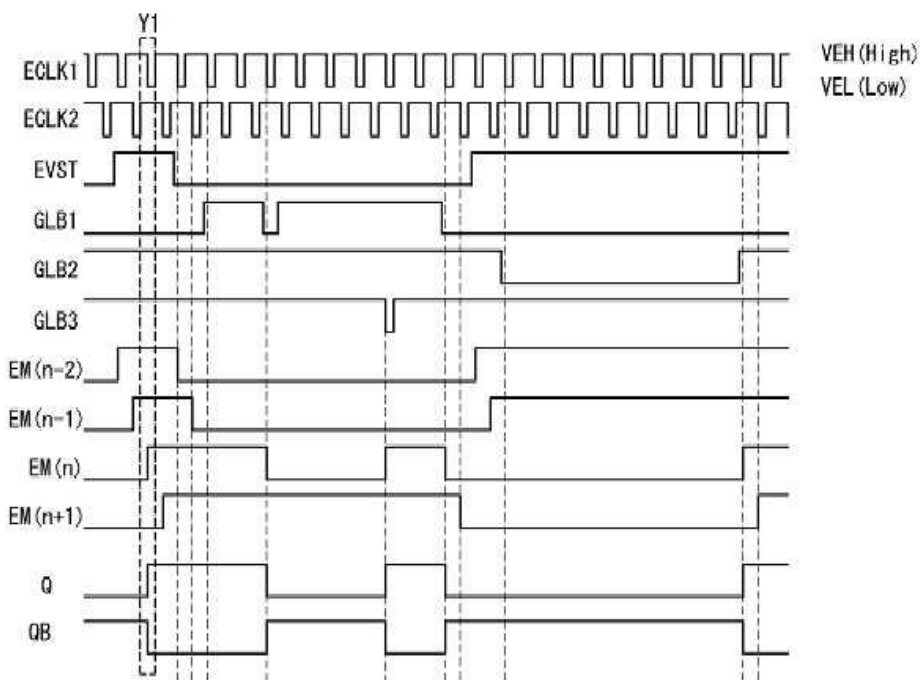 Y1
ECLK1
VEH(High)
VEL(Low)
ECLK2
EVST
GLB1
GLB2
GLB3
EM(n-2)
EM(n-1)
EM(n)
EM(n+1)
Q
QB